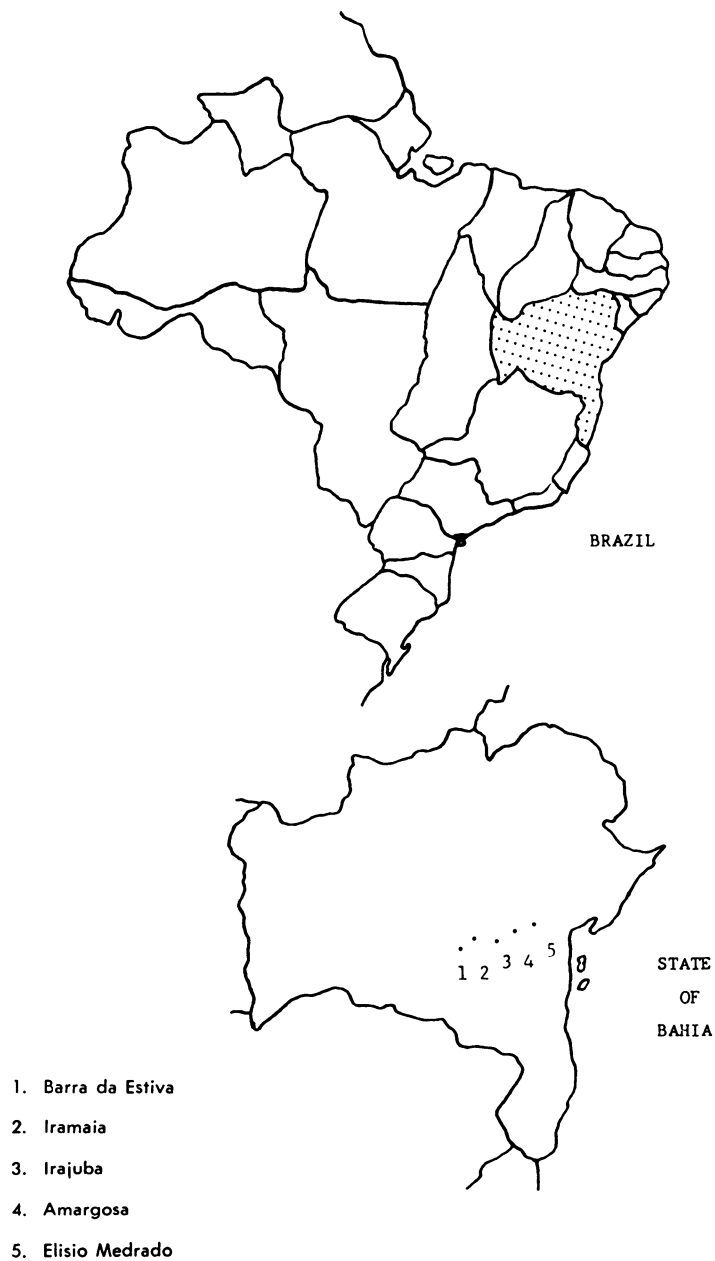 BRAZIL
1 2 3 4 5
STATE
OF
BAHIA
1. Barra da Estiva
2. Iramaia
3. Irajuba
4. Amargosa
5. Elisio Medrado